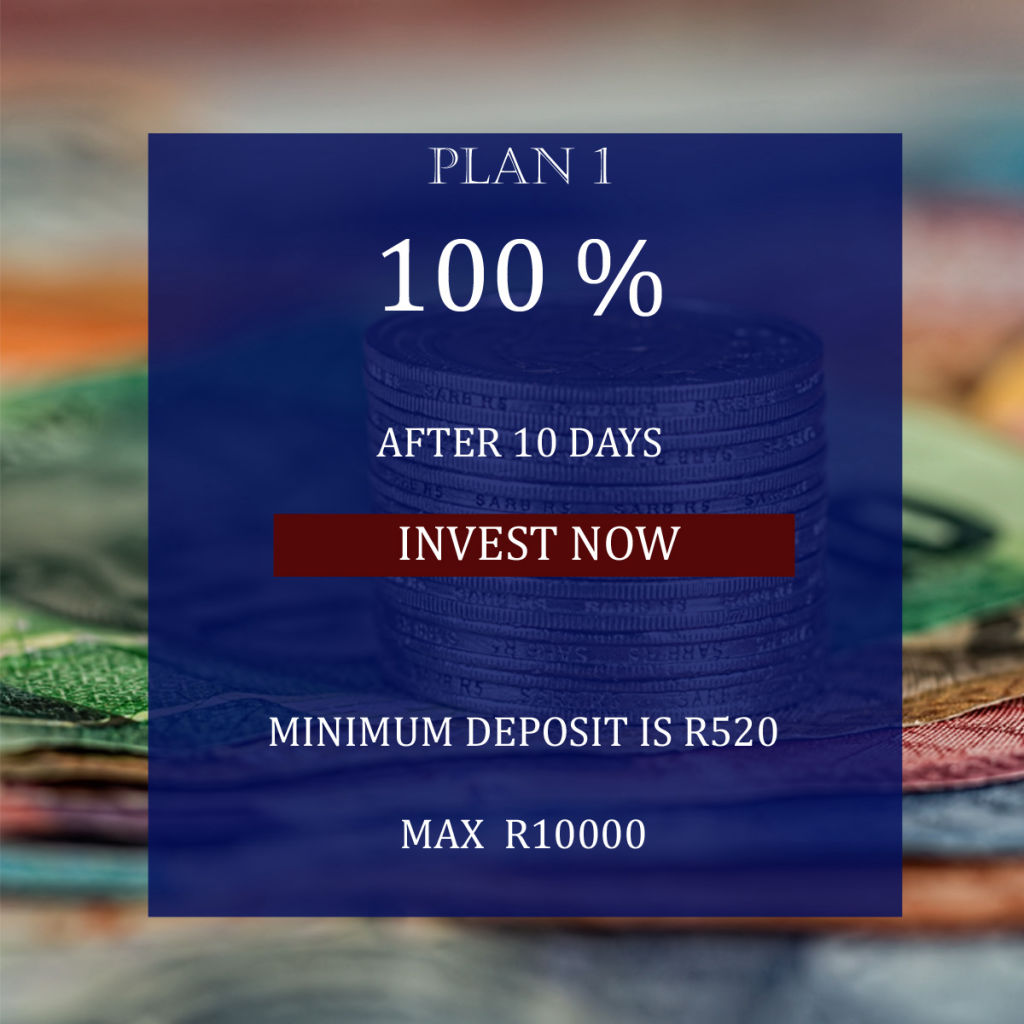 PLAN 1
100 %
AFTER 10 DAYS
INVEST NOW
MINIMUM DEPOSIT IS R520
MAX R10000